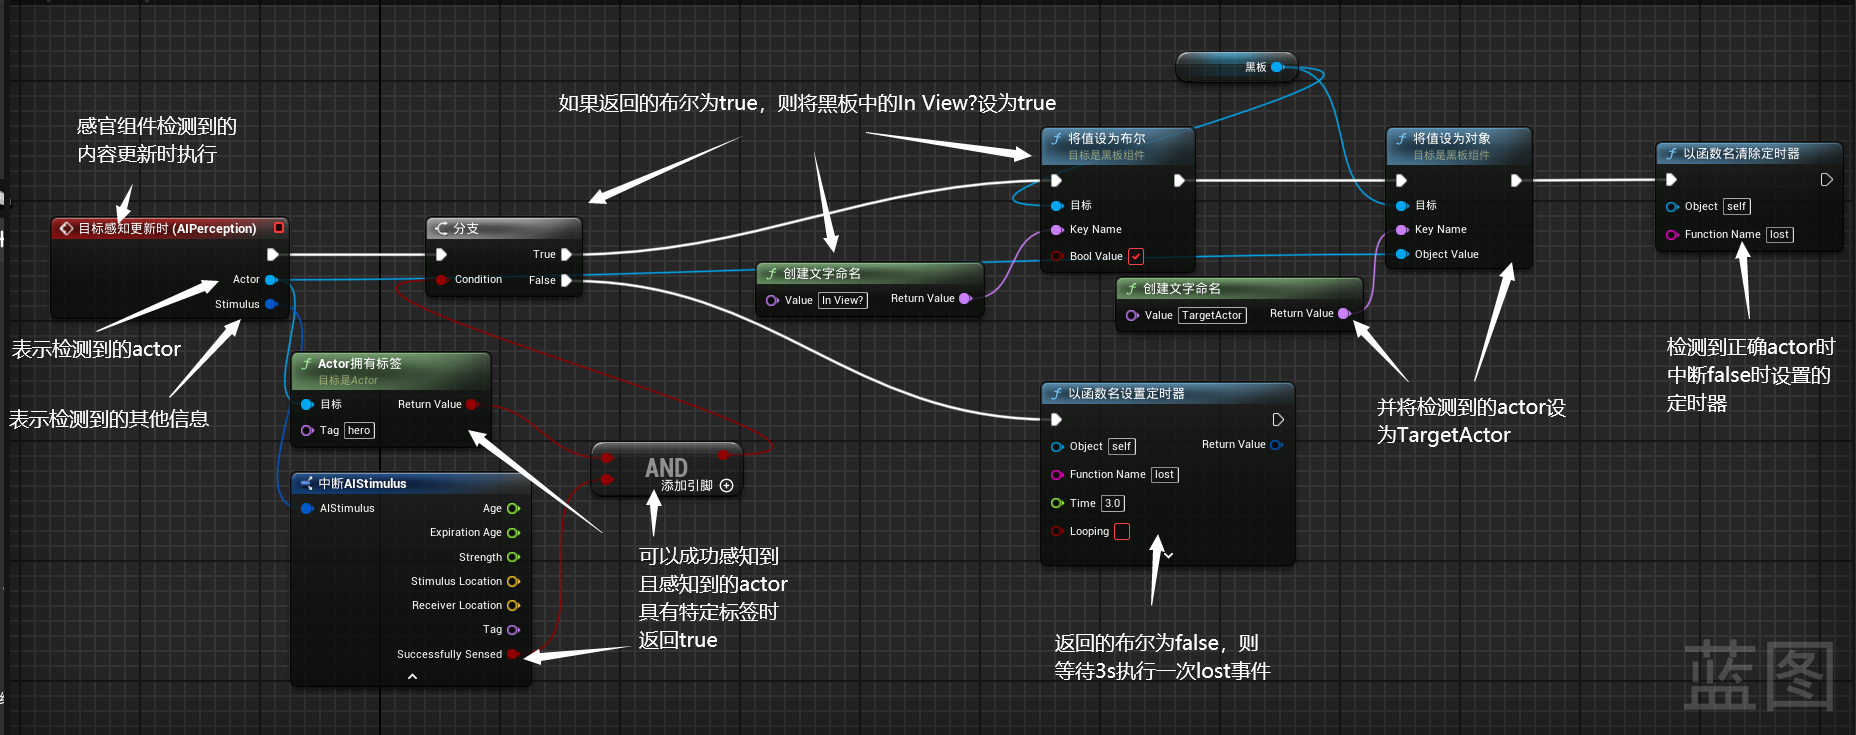 黑板
如果返回的布尔为true，则将黑板中的In View?设为true
感官组件检测到的
内容更新时执行
将值设为布尔
目标是黑板组件
目标
Key Name
Bool Value
将值设为对象
目标是黑板组件
目标
Key Name
Object Value
以函数名清除定时器
Object self
Function Name lost
目标感知更新时 (AIPerception)
Actor
Stimulus
分支
True
Condition
False
创建文字命名
Value In View?
Return Value
创建文字命名
Value TargetActor
Return Value
表示检测到的actor
表示检测到的其他信息
Actor拥有标签
目标是Actor
目标
Return Value
Tag hero
AND
添加引脚
中断AIStimulus
AIStimulus
Age
Expiration Age
Strength
Stimulus Location
Receiver Location
Tag
Successfully Sensed
可以成功感知到
且感知到的actor
具有特定标签时
返回true
以函数名设置定时器
Object self
Return Value
Function Name lost
Time 3.0
Looping
返回的布尔为false，则
等待3s执行一次lost事件
并将检测到的actor设
为TargetActor
检测到正确actor时
中断false时设置的
定时器
蓝图